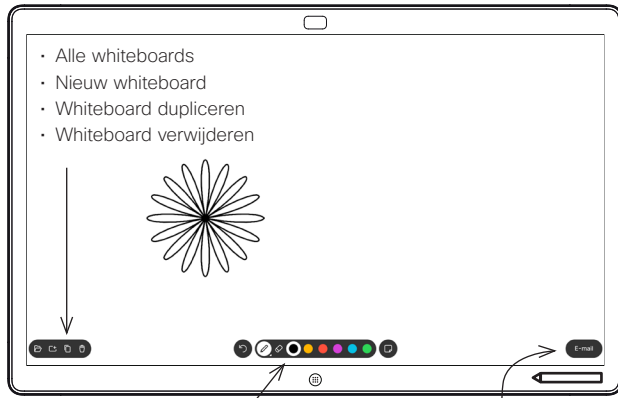 • Alle whiteboards
• Nieuw whiteboard
• Whiteboard dupliceren
• Whiteboard verwijderen
E-mail